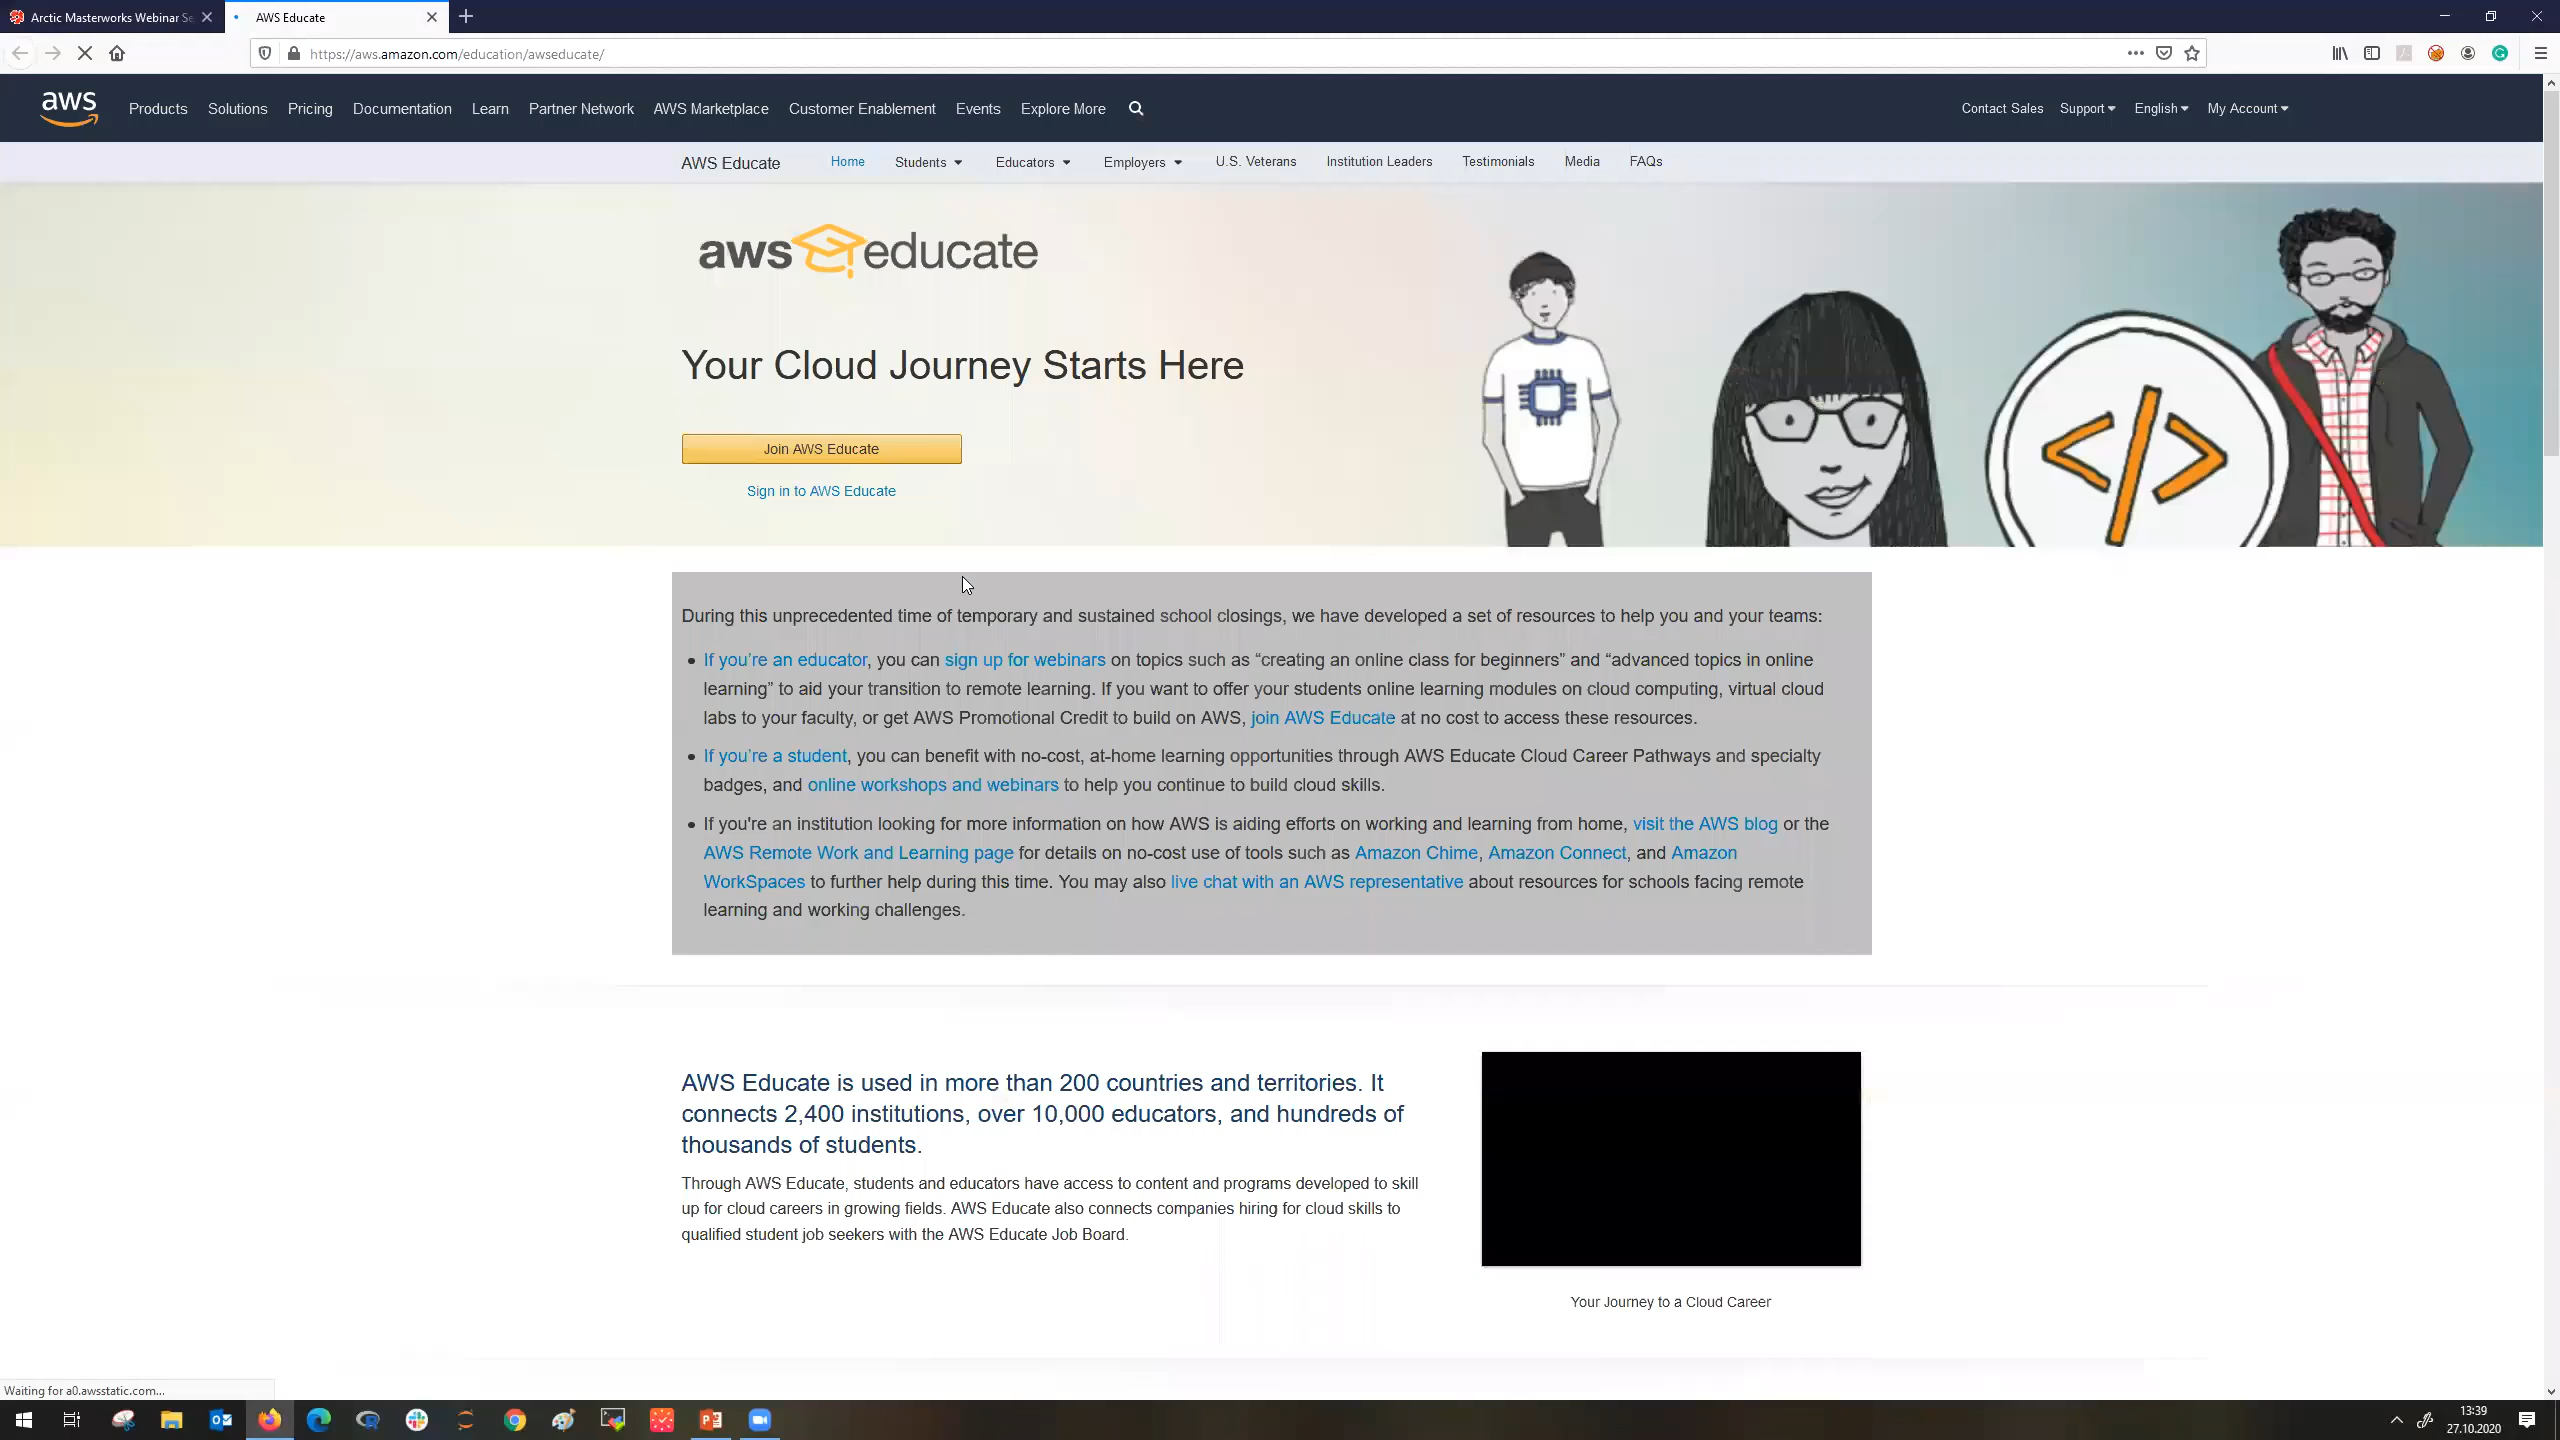 Arctic Masterworks Webinar Se
AWS Educate
https://aws.amazon.com/education/awseducate/
aws
Products Solutions Pricing Documentation Learn Partner Network AWS Marketplace Customer Enablement Events Explore More
Contact Sales Support English My Account
AWS Educate Home Students Educators Employers U.S. Veterans Institution Leaders Testimonials Media FAQs
aws educate
Your Cloud Journey Starts Here
Join AWS Educate
Sign in to AWS Educate
During this unprecedented time of temporary and sustained school closings, we have developed a set of resources to help you and your teams:
• If you’re an educator, you can sign up for webinars on topics such as “creating an online class for beginners” and “advanced topics in online
learning” to aid your transition to remote learning. If you want to offer your students online learning modules on cloud computing, virtual cloud
labs to your faculty, or get AWS Promotional Credit to build on AWS, join AWS Educate at no cost to access these resources.
• If you’re a student, you can benefit with no-cost, at-home learning opportunities through AWS Educate Cloud Career Pathways and specialty
badges, and online workshops and webinars to help you continue to build cloud skills.
• If you're an institution looking for more information on how AWS is aiding efforts on working and learning from home, visit the AWS blog or the
AWS Remote Work and Learning page for details on no-cost use of tools such as Amazon Chime, Amazon Connect, and Amazon
WorkSpaces to further help during this time. You may also live chat with an AWS representative about resources for schools facing remote
learning and working challenges.
AWS Educate is used in more than 200 countries and territories. It
connects 2,400 institutions, over 10,000 educators, and hundreds of
thousands of students.
Through AWS Educate, students and educators have access to content and programs developed to skill
up for cloud careers in growing fields. AWS Educate also connects companies hiring for cloud skills to
qualified student job seekers with the AWS Educate Job Board.
Your Journey to a Cloud Career
Waiting for a0.awsstatic.com...
13:39
27.10.2020